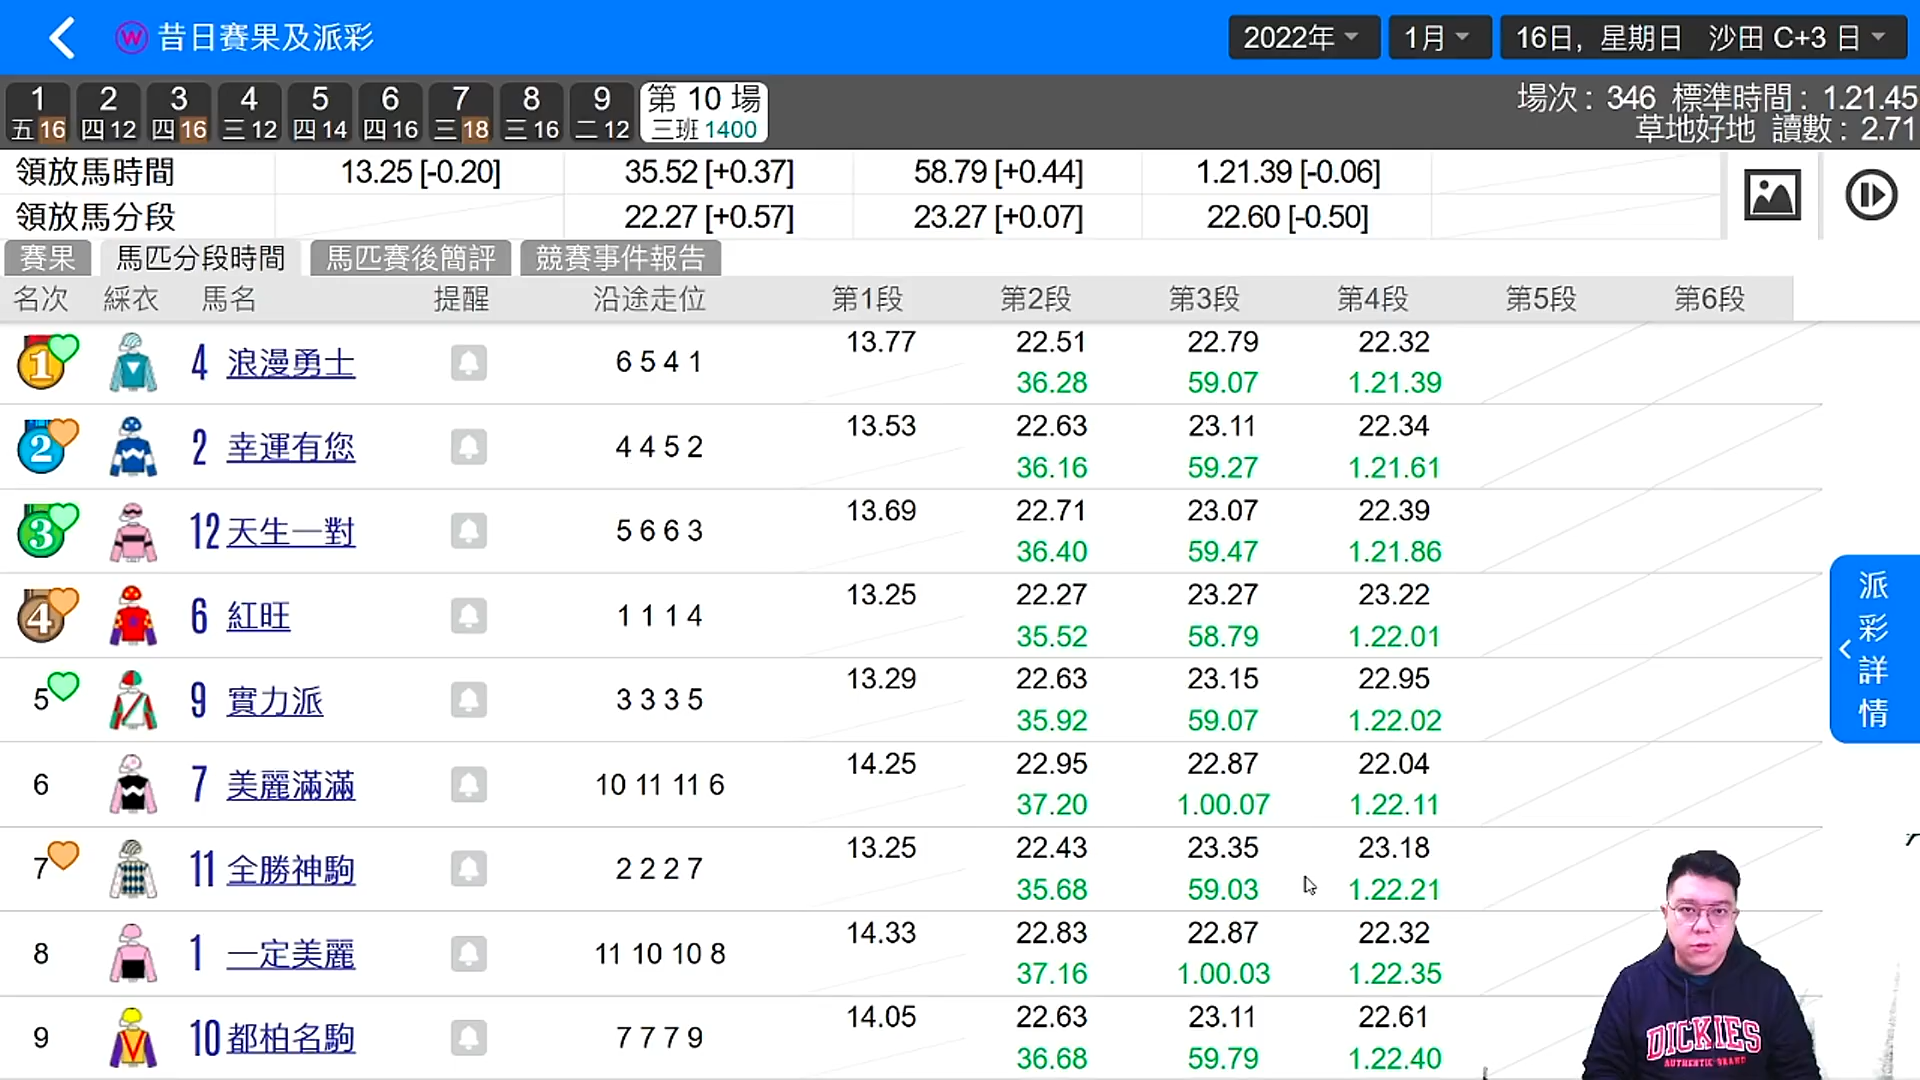 W 昔日賽果及派彩 2022年 1月 16日, 星期日 沙田 C+3 日
1 2 3 4 5 6 7 8 9 第 10 場
五 16 四 12 四 16 三 12 四 14 四 16 三 18 三 16 二 12 三班 1400
場次 : 346 標準時間 : 1.21.45
草地好地 讀數 : 2.71
領放馬時間 13.25 [-0.20] 35.52 [+0.37] 58.79 [+0.44] 1.21.39 [-0.06]
領放馬分段 22.27 [+0.57] 23.27 [+0.07] 22.60 [-0.50]
賽果 馬匹分段時間 馬匹賽後簡評 競賽事件報告
名次 綵衣 馬名 提醒 沿途走位 第1段 第2段 第3段 第4段 第5段 第6段
1 4 浪漫勇士 6 5 4 1 13.77 22.51 22.79 22.32
36.28 59.07 1.21.39
2 2 幸運有您 4 4 5 2 13.53 22.63 23.11 22.34
36.16 59.27 1.21.61
3 12 天生一對 5 6 6 3 13.69 22.71 23.07 22.39
36.40 59.47 1.21.86
4 6 紅旺 1 1 1 4 13.25 22.27 23.27 23.22
35.52 58.79 1.22.01
5 9 實力派 3 3 3 5 13.29 22.63 23.15 22.95
35.92 59.07 1.22.02
6 7 美麗滿滿 10 11 11 6 14.25 22.95 22.87 22.04
37.20 1.00.07 1.22.11
7 11 全勝神駒 2 2 2 7 13.25 22.43 23.35 23.18
35.68 59.03 1.22.21
8 1 一定美麗 11 10 10 8 14.33 22.83 22.87 22.32
37.16 1.00.03 1.22.35
9 10 都柏名駒 7 7 7 9 14.05 22.63 23.11 22.61
36.68 59.79 1.22.40
派彩詳情
DICKIES
AUTHENTIC BRAND